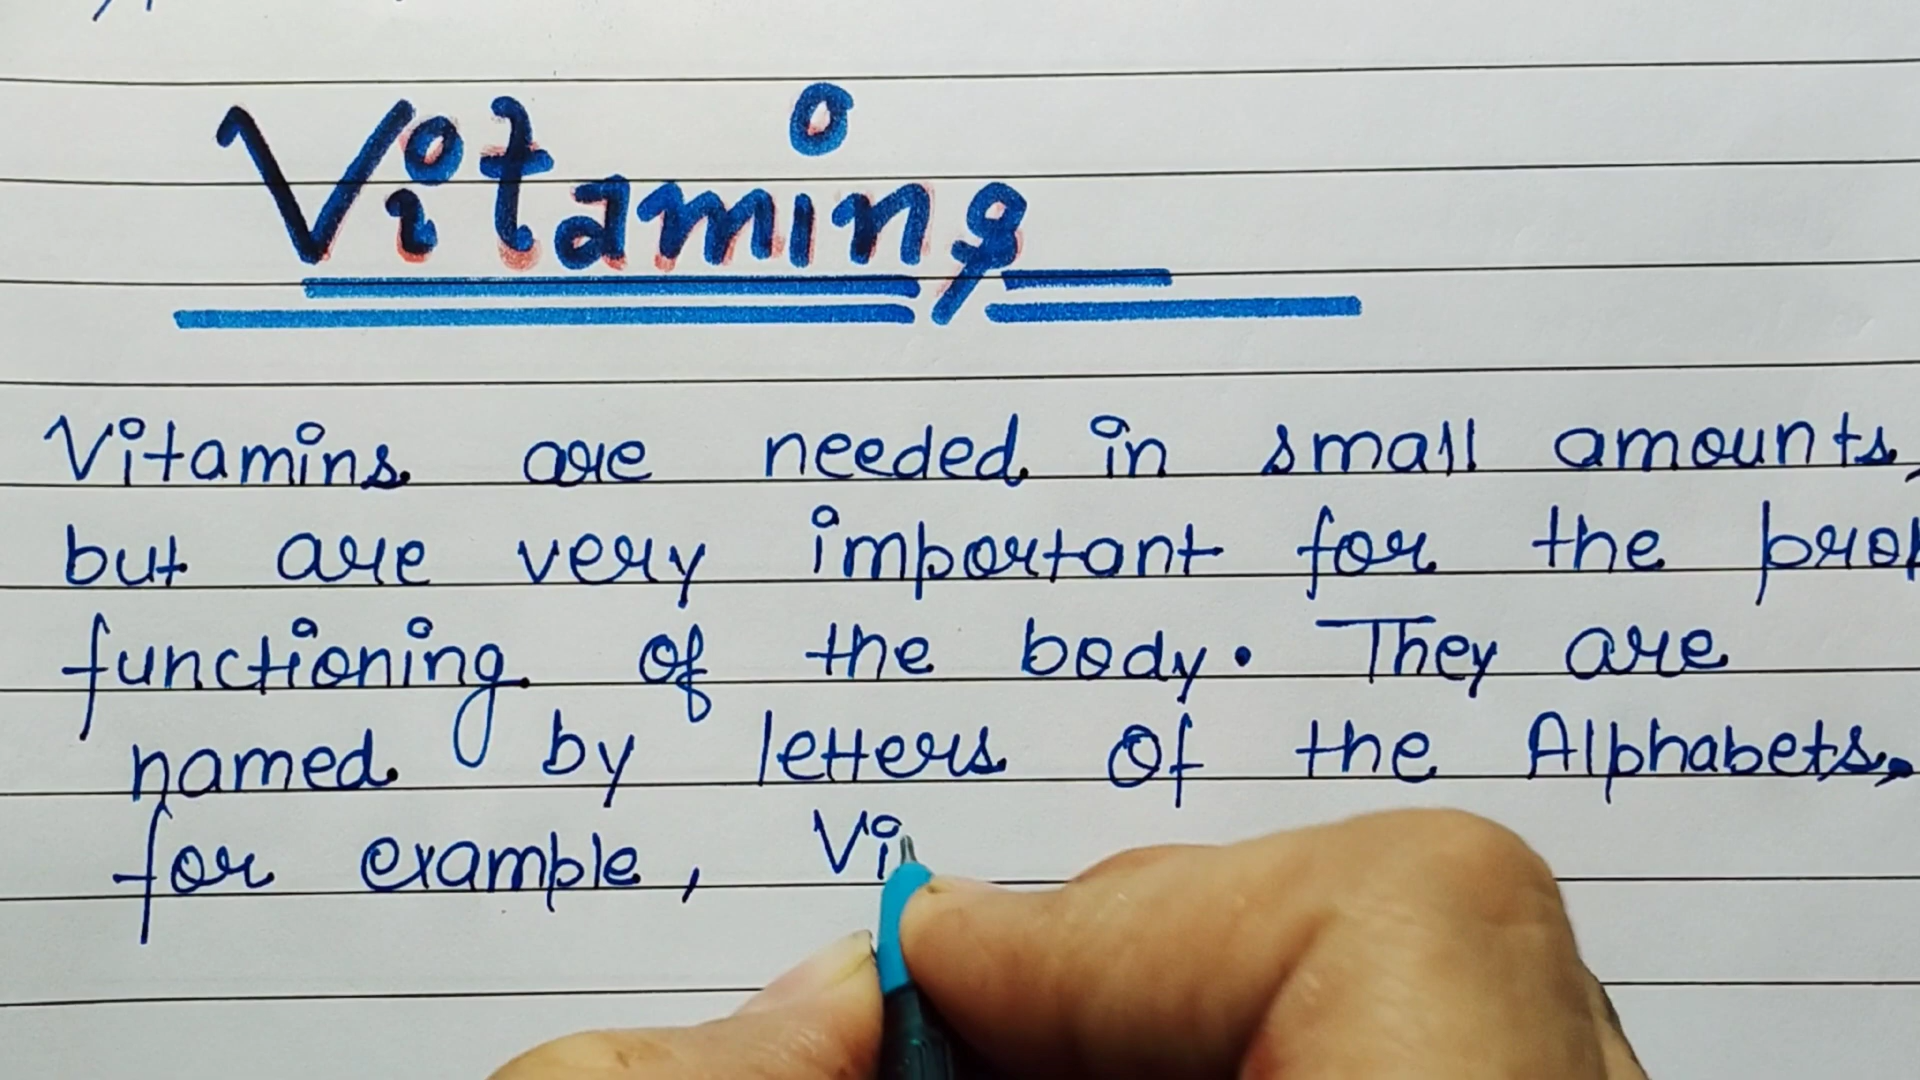 Vitamins
Vitamins are needed in small amounts,
but are very important for the prop
functioning of the body. They are
named by letters of the Alphabets,
for example, Vi